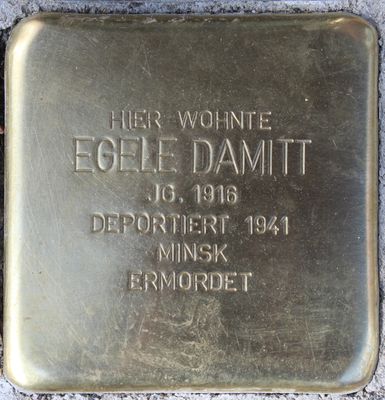 HIER WOHNTE
EGELE DAMITT
JG. 1916
DEPORTIERT 1941
MINSK
ERMORDET